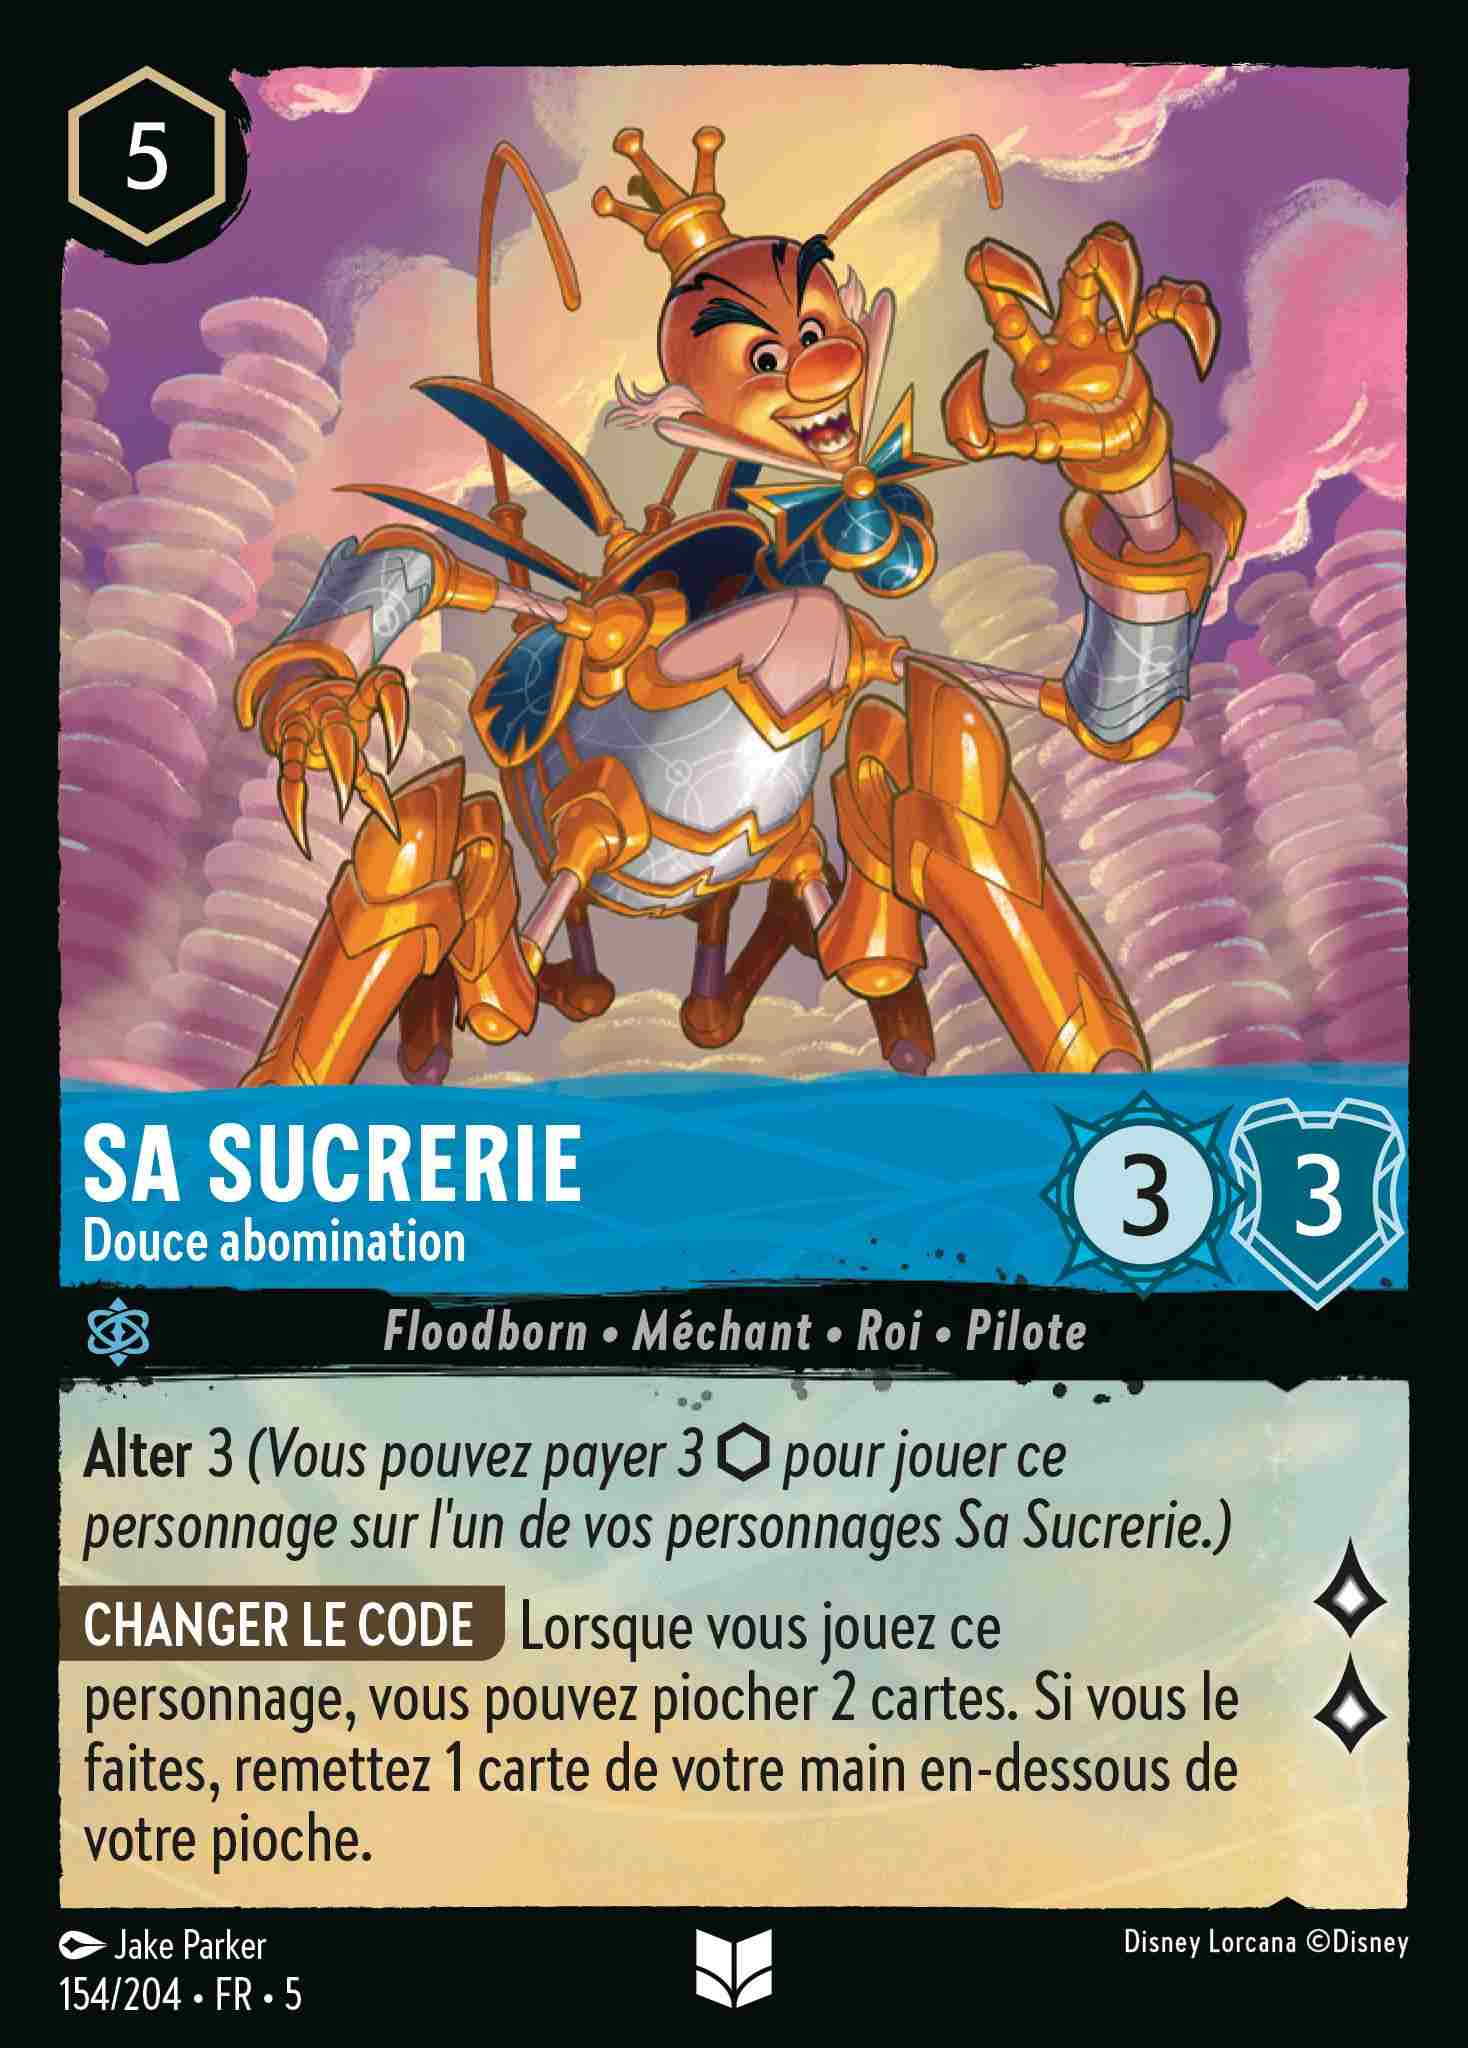 5
SA SUCRERIE
Douce abomination
3
3
Floodborn • Méchant • Roi • Pilote
Alter 3 (Vous pouvez payer 3 ⬡ pour jouer ce
personnage sur l'un de vos personnages Sa Sucrerie.)
CHANGER LE CODE Lorsque vous jouez ce
personnage, vous pouvez piocher 2 cartes. Si vous le
faites, remettez 1 carte de votre main en-dessous de
votre pioche.
Jake Parker
154/204 • FR • 5
Disney Lorcana ©Disney